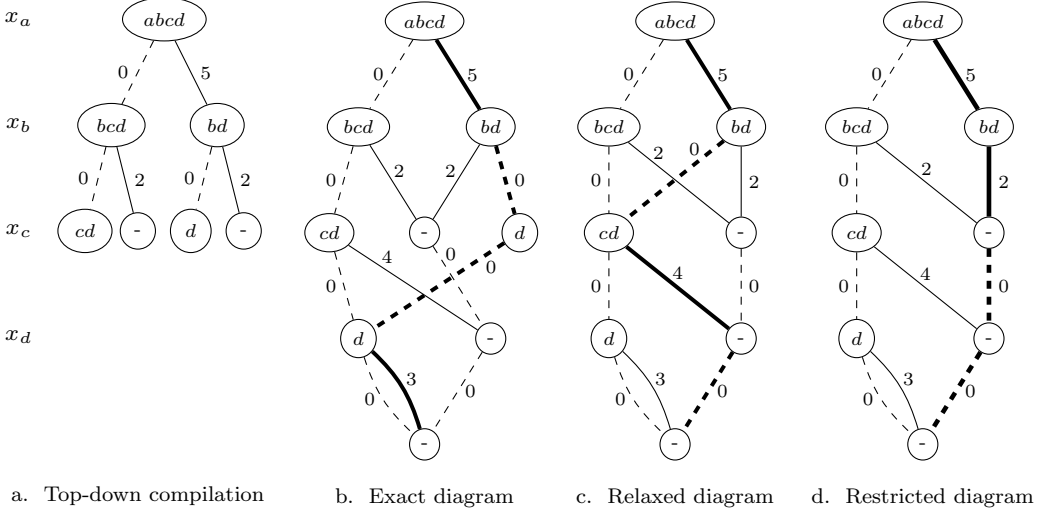 x_a abcd abcd abcd abcd
0 5 0 5 0 5 0 5
x_b bcd bd bcd bd bcd bd bcd bd
0 2 0 2 0 2 2 0 0 2 0 2 0 2 2
x_c cd - d - cd - d cd - cd -
0 4 0 0 0 4 0 0 4 0
x_d d - d - d -
0 3 0 0 3 0 0 3 0
- - -
a. Top-down compilation b. Exact diagram c. Relaxed diagram d. Restricted diagram